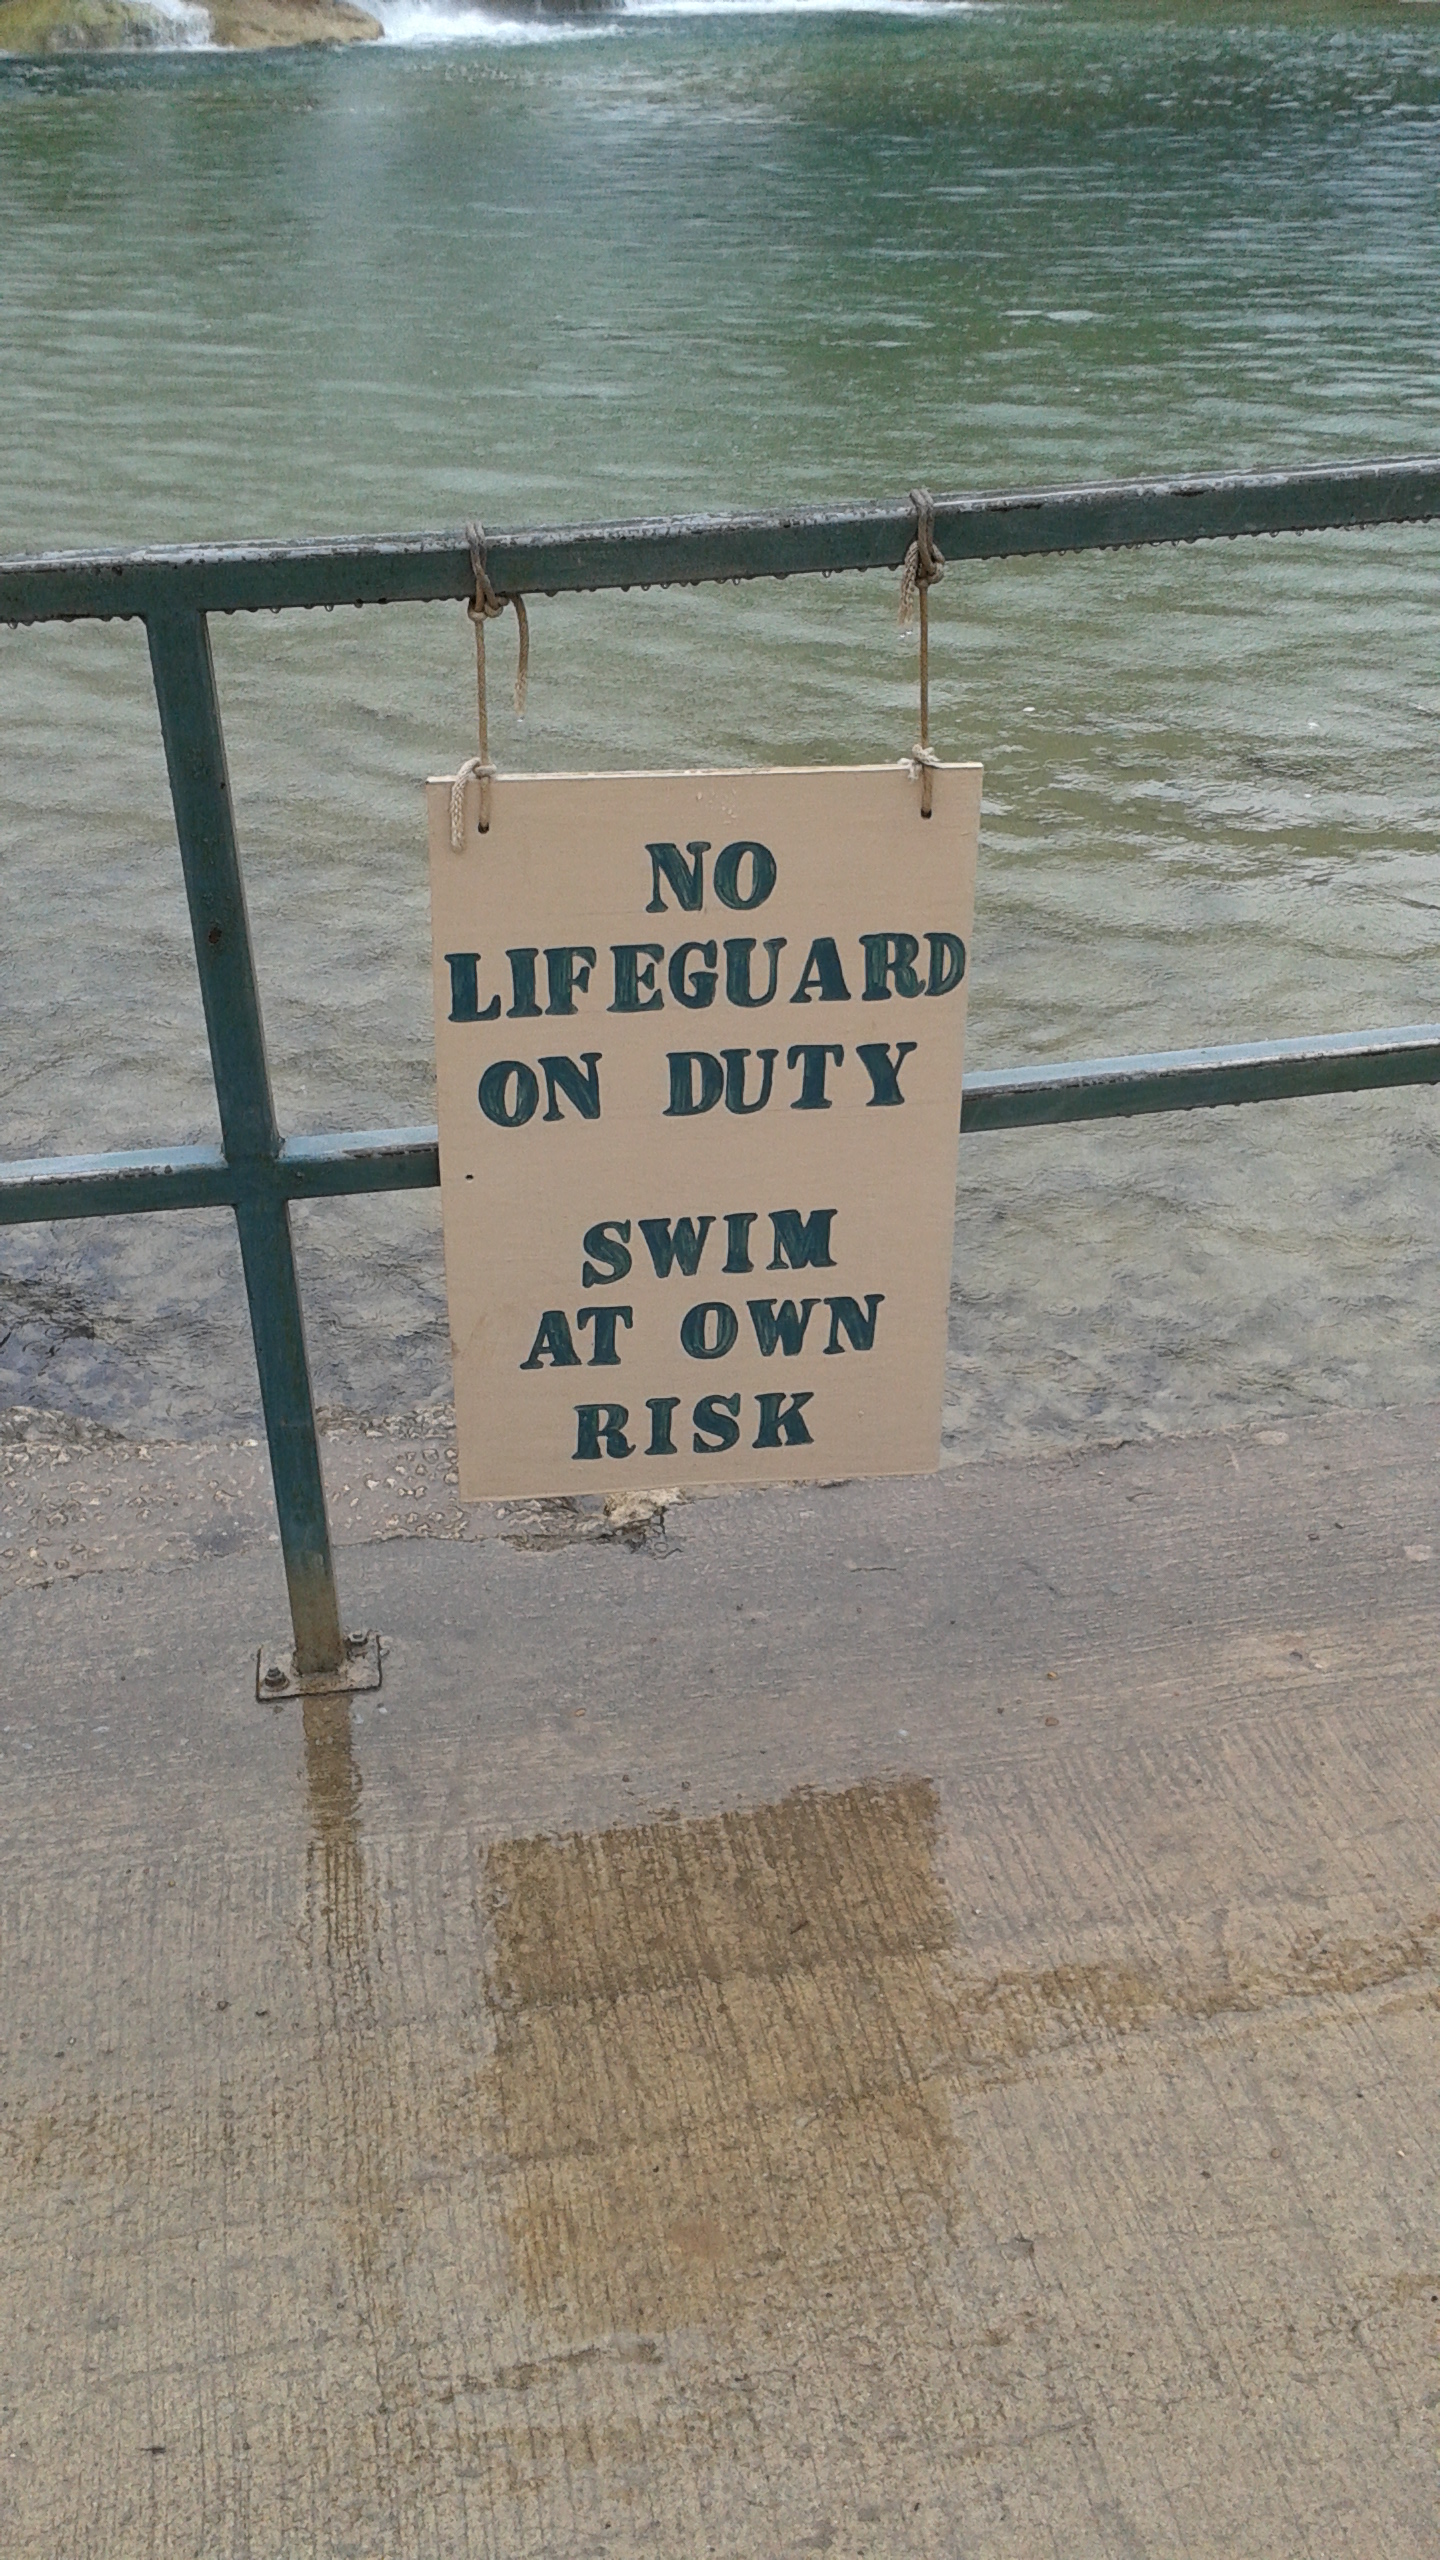 NO
LIFEGUARD
ON DUTY
SWIM
AT OWN
RISK